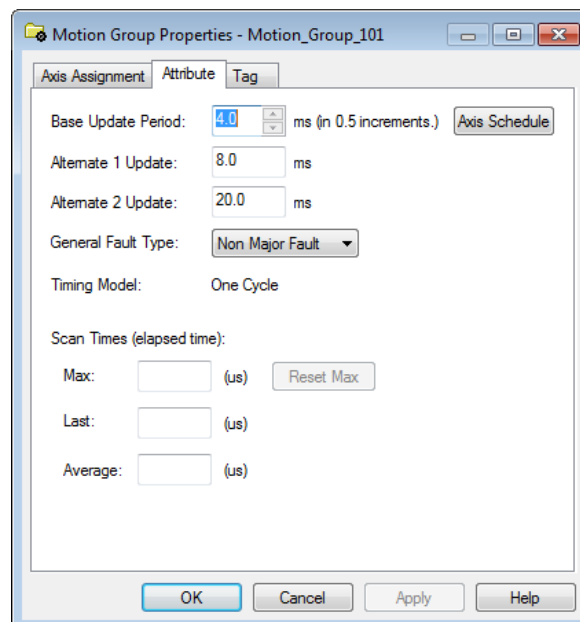 Motion Group Properties - Motion_Group_101
Axis Assignment Attribute Tag
Base Update Period: 4.0 ms (in 0.5 increments.) Axis Schedule
Alternate 1 Update: 8.0 ms
Alternate 2 Update: 20.0 ms
General Fault Type: Non Major Fault
Timing Model: One Cycle
Scan Times (elapsed time):
Max: (us) Reset Max
Last: (us)
Average: (us)
OK Cancel Apply Help